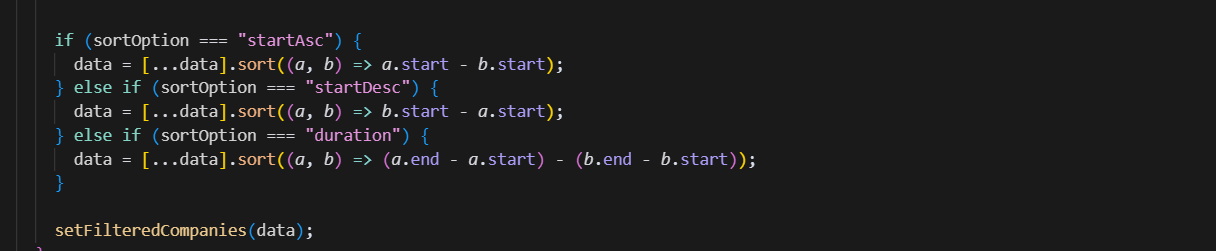 if (sortOption === "startAsc") {
  data = [...data].sort((a, b) => a.start - b.start);
} else if (sortOption === "startDesc") {
  data = [...data].sort((a, b) => b.start - a.start);
} else if (sortOption === "duration") {
  data = [...data].sort((a, b) => (a.end - a.start) - (b.end - b.start));
}

setFilteredCompanies(data);